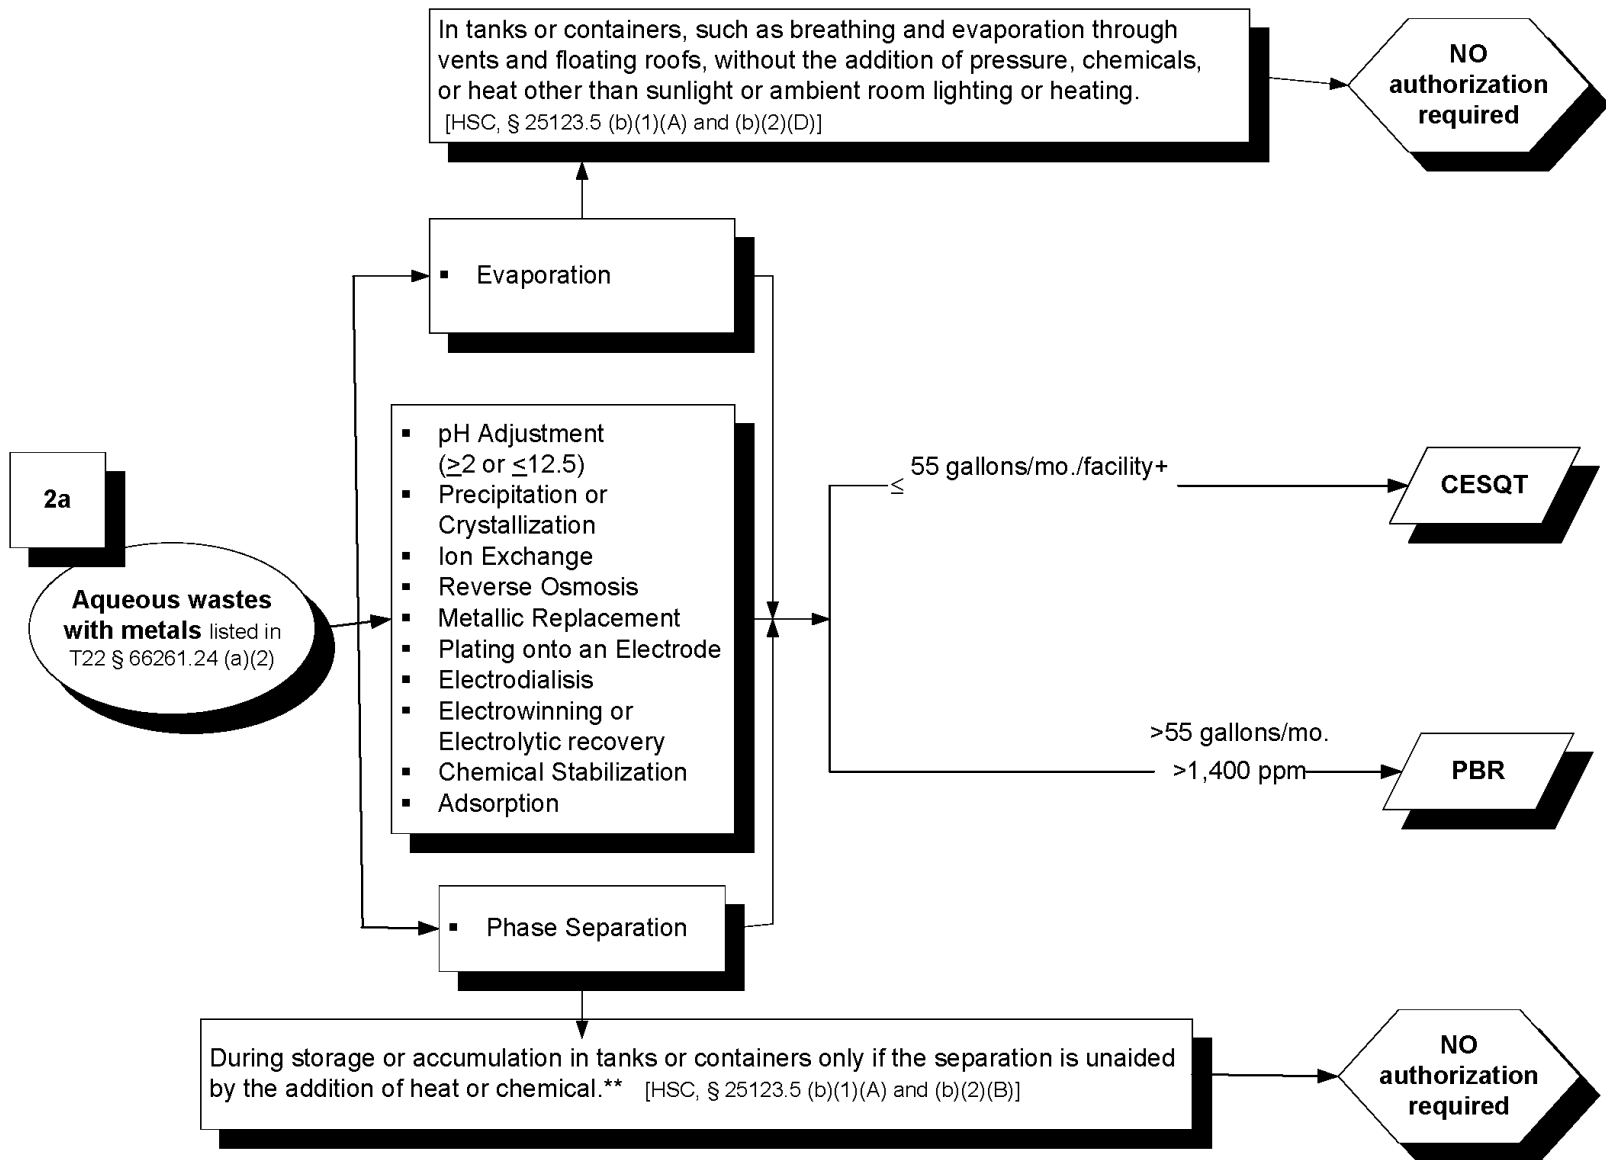 In tanks or containers, such as breathing and evaporation through
vents and floating roofs, without the addition of pressure, chemicals,
or heat other than sunlight or ambient room lighting or heating.
[HSC, § 25123.5 (b)(1)(A) and (b)(2)(D)]
NO
authorization
required
▪ Evaporation
2a
Aqueous wastes
with metals listed in
T22 § 66261.24 (a)(2)
▪ pH Adjustment
(≥2 or ≤12.5)
▪ Precipitation or
Crystallization
▪ Ion Exchange
▪ Reverse Osmosis
▪ Metallic Replacement
▪ Plating onto an Electrode
▪ Electrodialisis
▪ Electrowinning or
Electrolytic recovery
▪ Chemical Stabilization
▪ Adsorption
≤ 55 gallons/mo./facility+
CESQT
>55 gallons/mo.
>1,400 ppm
PBR
▪ Phase Separation
During storage or accumulation in tanks or containers only if the separation is unaided
by the addition of heat or chemical.** [HSC, § 25123.5 (b)(1)(A) and (b)(2)(B)]
NO
authorization
required